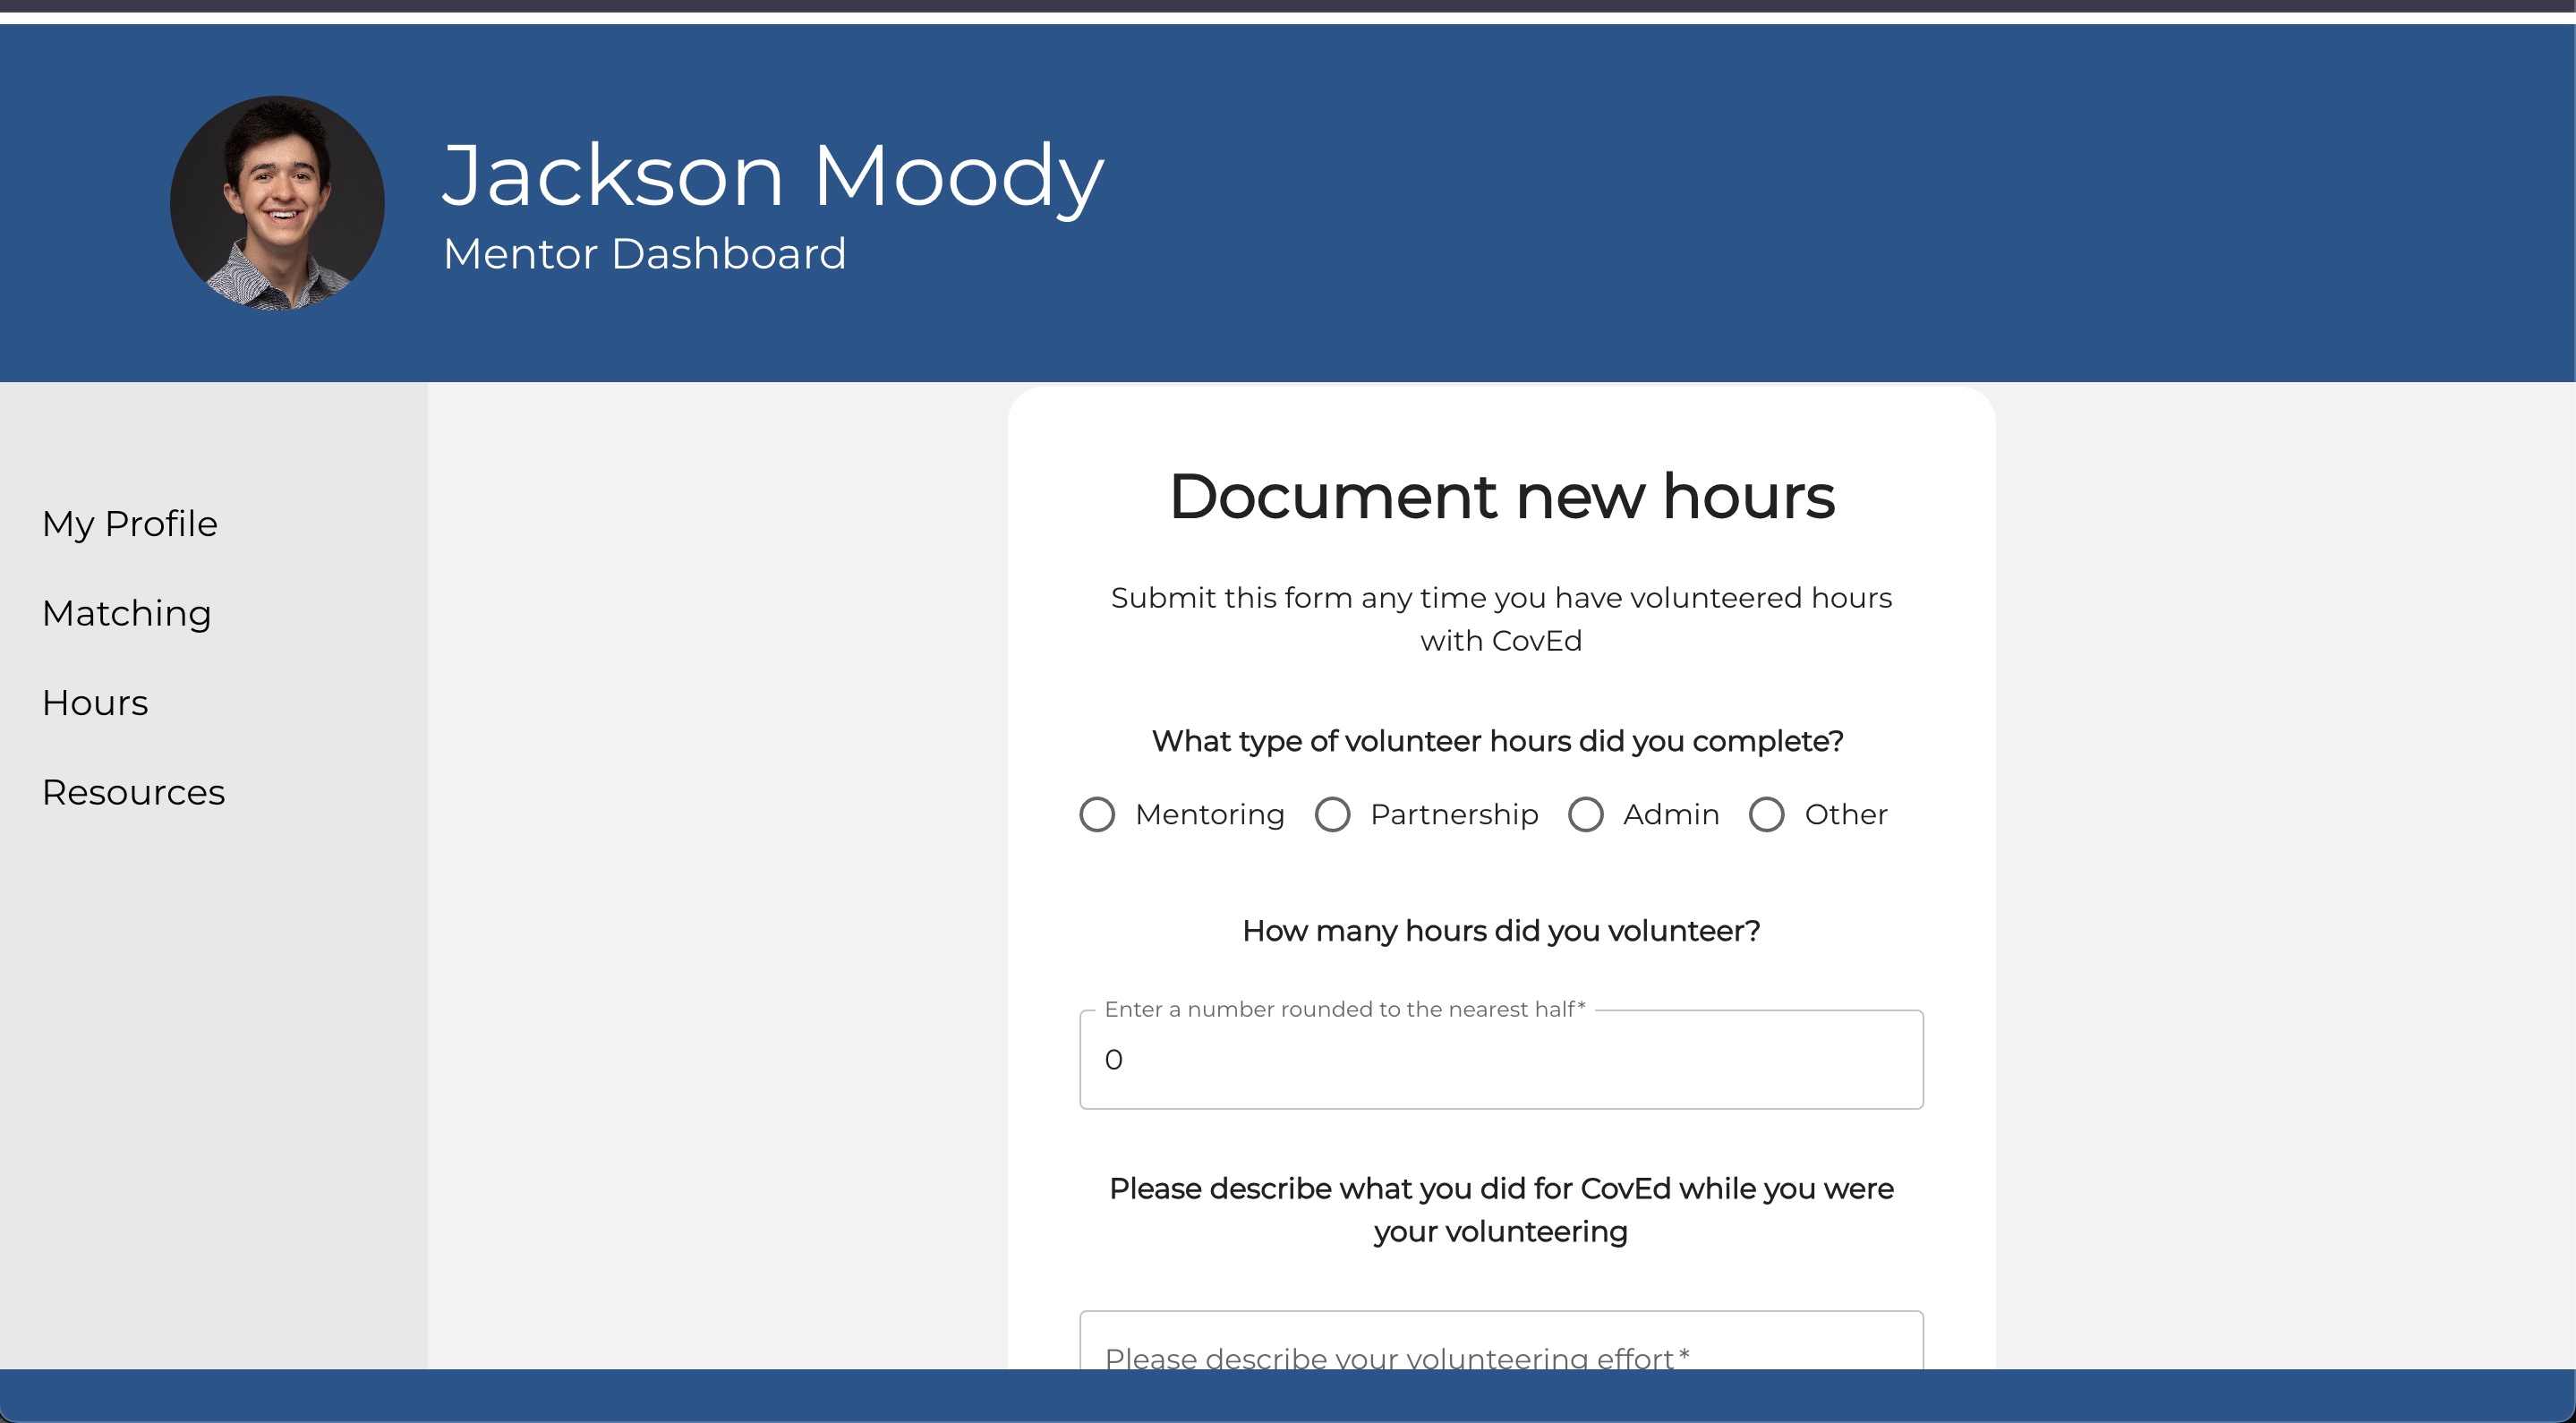 Jackson Moody
Mentor Dashboard
My Profile
Matching
Hours
Resources
Document new hours
Submit this form any time you have volunteered hours
with CovEd
What type of volunteer hours did you complete?
Mentoring Partnership Admin Other
How many hours did you volunteer?
Enter a number rounded to the nearest half*
0
Please describe what you did for CovEd while you were
your volunteering
Please describe your volunteering effort*